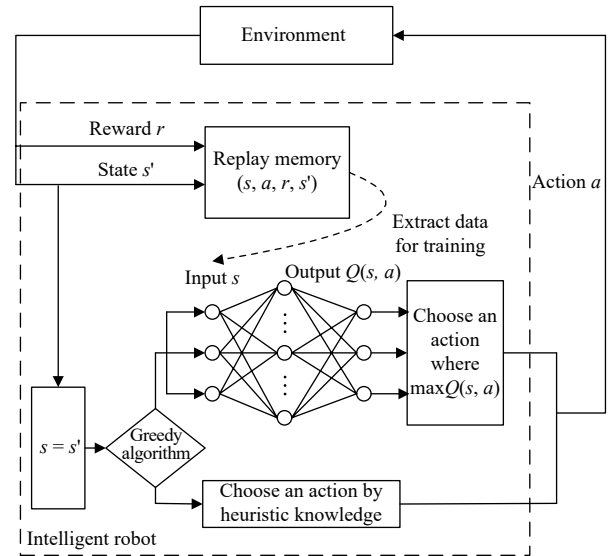 Environment
Reward r
State s'
Replay memory
(s, a, r, s')
Action a
Extract data
for training
Input s
Output Q(s, a)
Choose an
action
where
maxQ(s, a)
s = s'
Greedy
algorithm
Choose an action by
heuristic knowledge
Intelligent robot